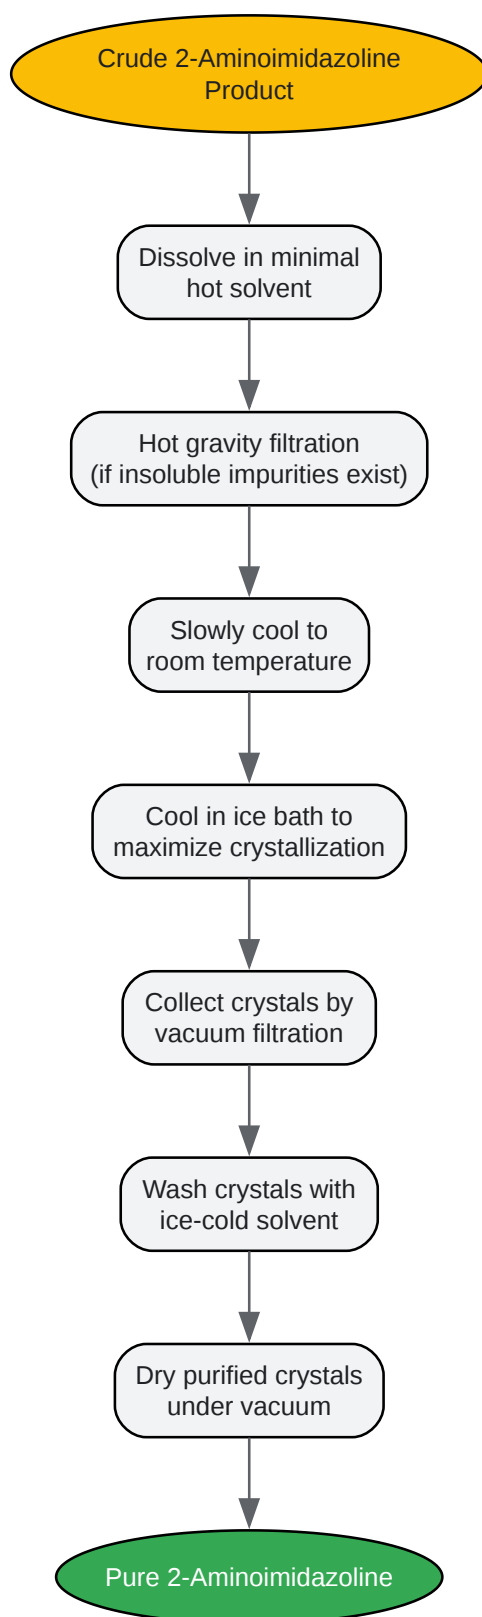 Crude 2-Aminoimidazoline
Product
Dissolve in minimal
hot solvent
Hot gravity filtration
(if insoluble impurities exist)
Slowly cool to
room temperature
Cool in ice bath to
maximize crystallization
Collect crystals by
vacuum filtration
Wash crystals with
ice-cold solvent
Dry purified crystals
under vacuum
Pure 2-Aminoimidazoline